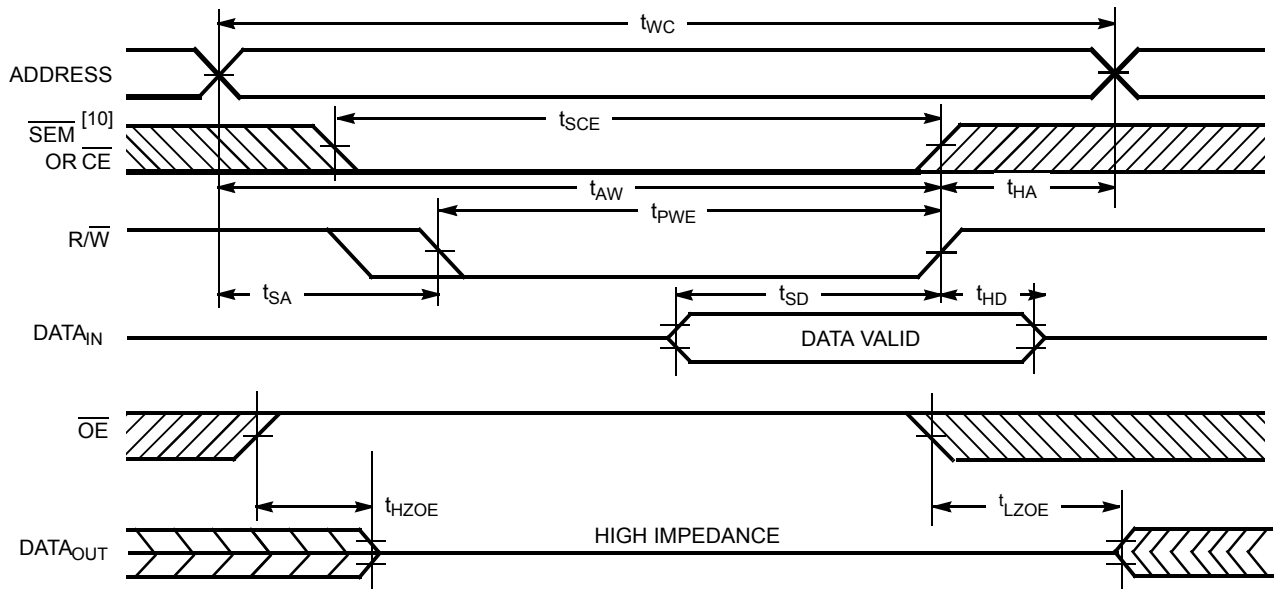 tWC
ADDRESS
SEM [10]
OR CE
tSCE
tAW
tHA
tPWE
R/W
tSA
tSD
tHD
DATAIN
DATA VALID
OE
tHZOE
tLZOE
HIGH IMPEDANCE
DATAOUT